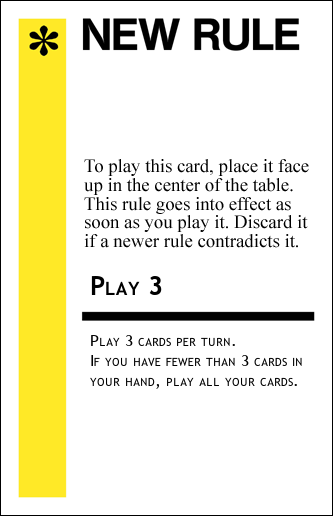 * NEW RULE
To play this card, place it face
up in the center of the table.
This rule goes into effect as
soon as you play it. Discard it
if a newer rule contradicts it.
Play 3
Play 3 cards per turn.
If you have fewer than 3 cards in
your hand, play all your cards.